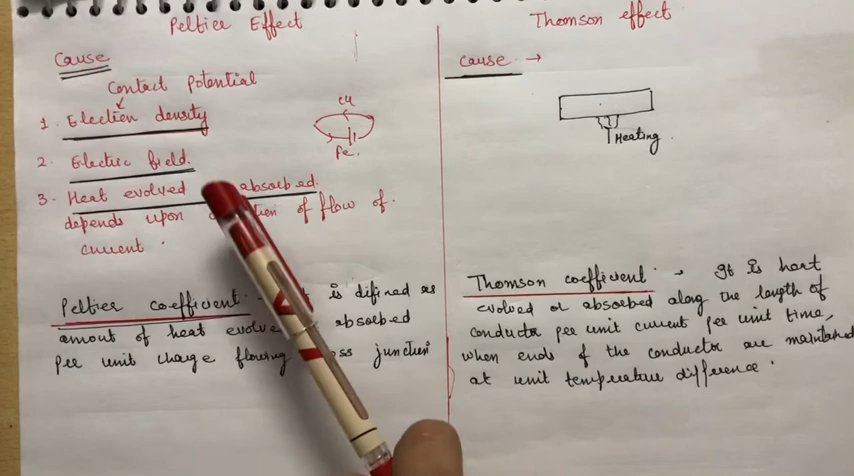 Peltier Effect
Cause
Contact Potential
1. Electron density
2. Electric field.
3. Heat evolved absorbed.
depends upon of flow of.
current.
Cu
Fe.
Peltier coefficient - is difined as
amount of heat evolve absorbed
per unit charge flowing junction
Thomson effect
cause →
Heating
Thomson coefficient → It is heat
evolved or absorbed along the length of
conductor per unit current per unit time,
when ends of the conductor are maintained
at unit temperature difference.